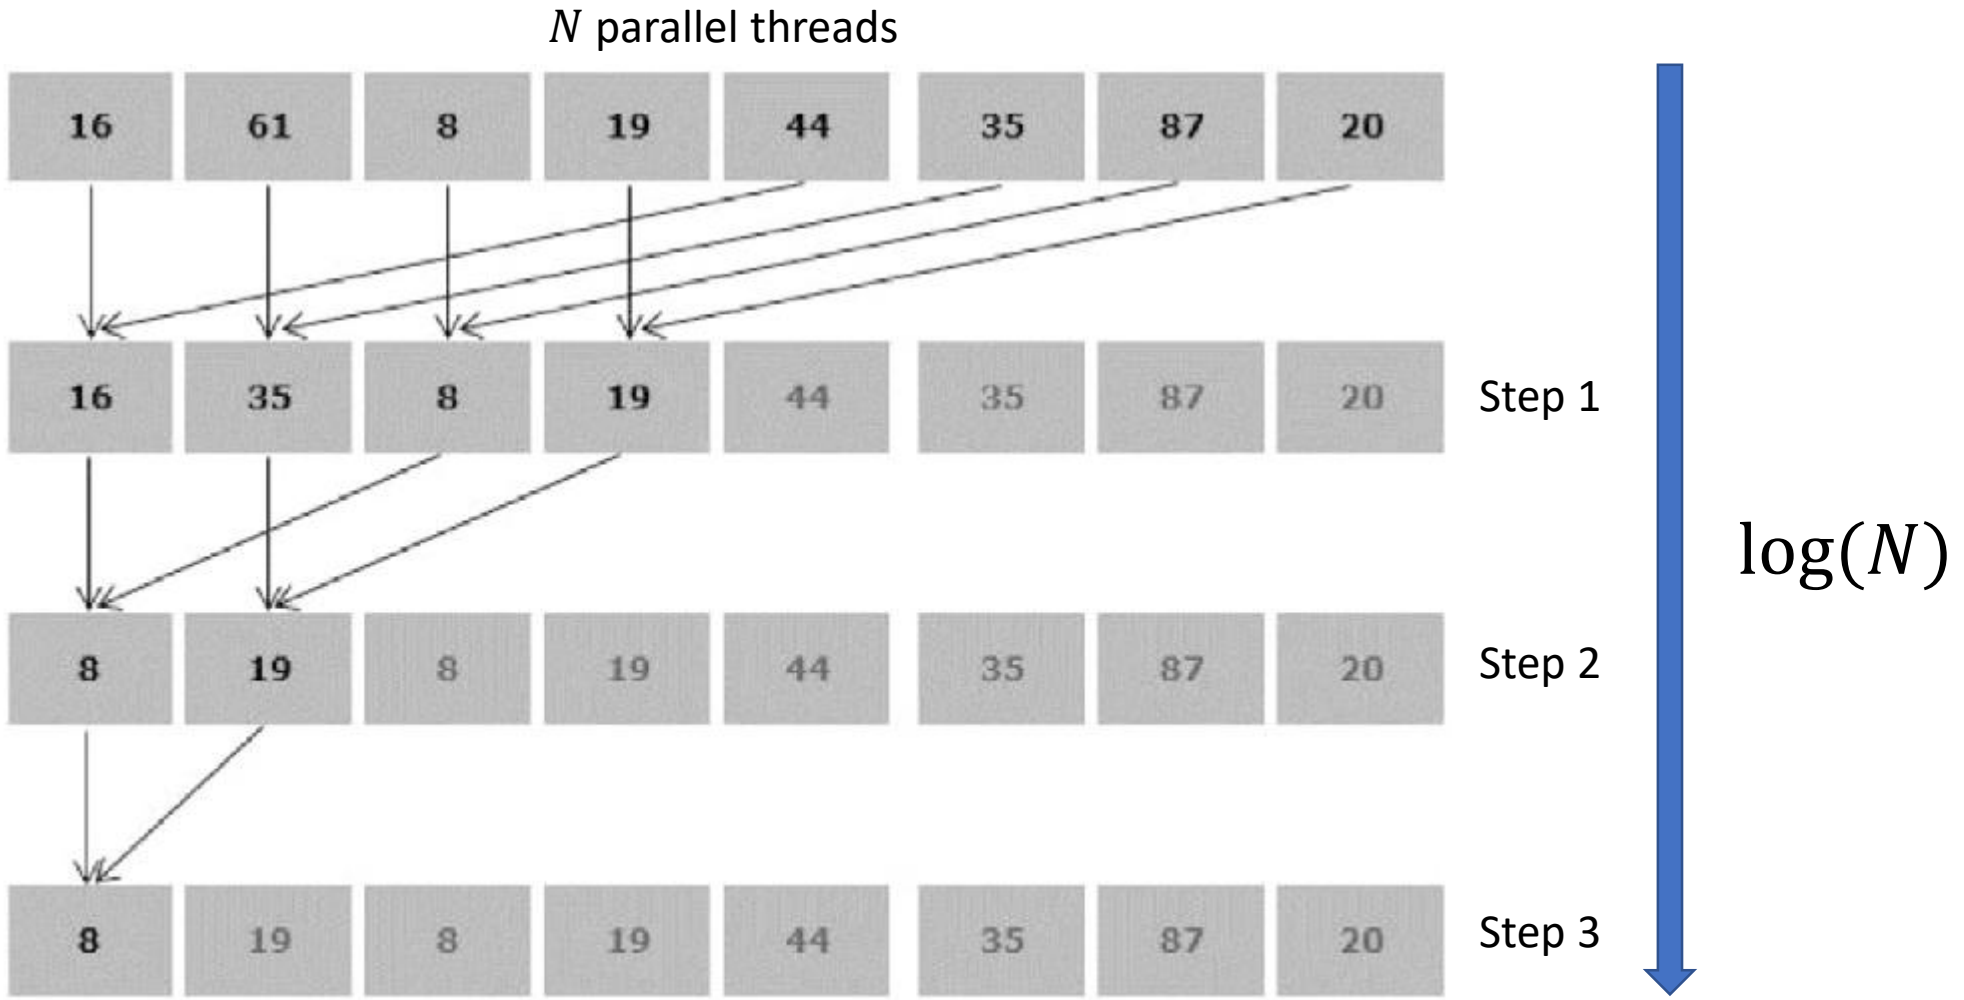 N parallel threads
16 61 8 19 44 35 87 20
16 35 8 19 44 35 87 20 Step 1
log(N)
8 19 8 19 44 35 87 20 Step 2
8 19 8 19 44 35 87 20 Step 3